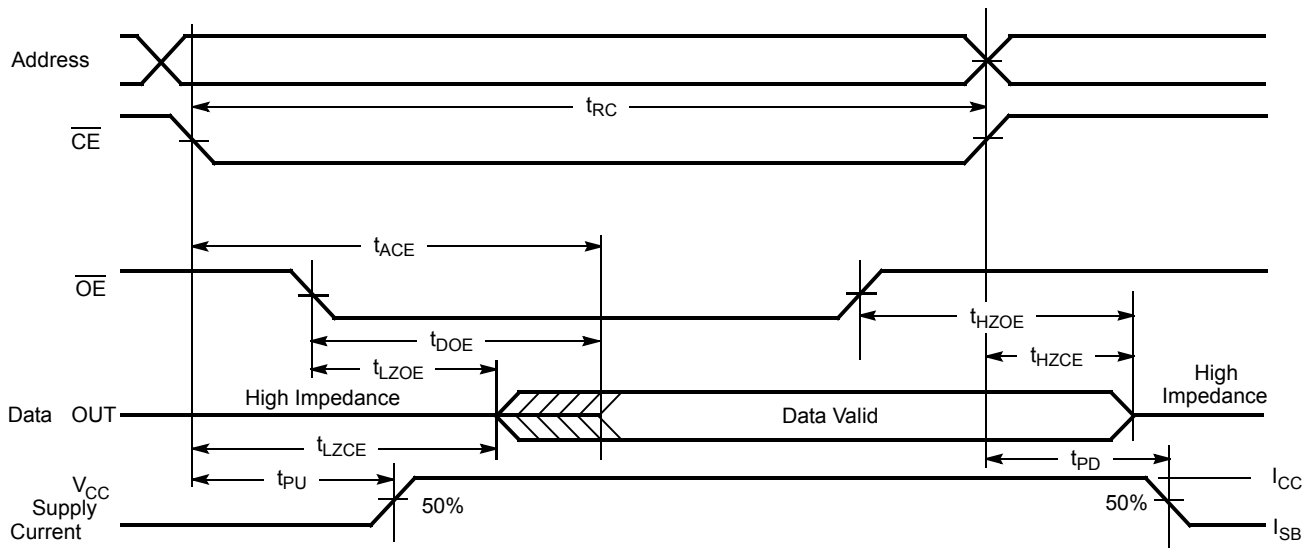 Address
tRC
CE
tACE
OE
tHZOE
tDOE
tHZCE
tLZOE
High Impedance
High
Impedance
Data OUT
Data Valid
tLZCE
tPU
tPD
VCC
Supply
Current
50%
50%
ICC
ISB